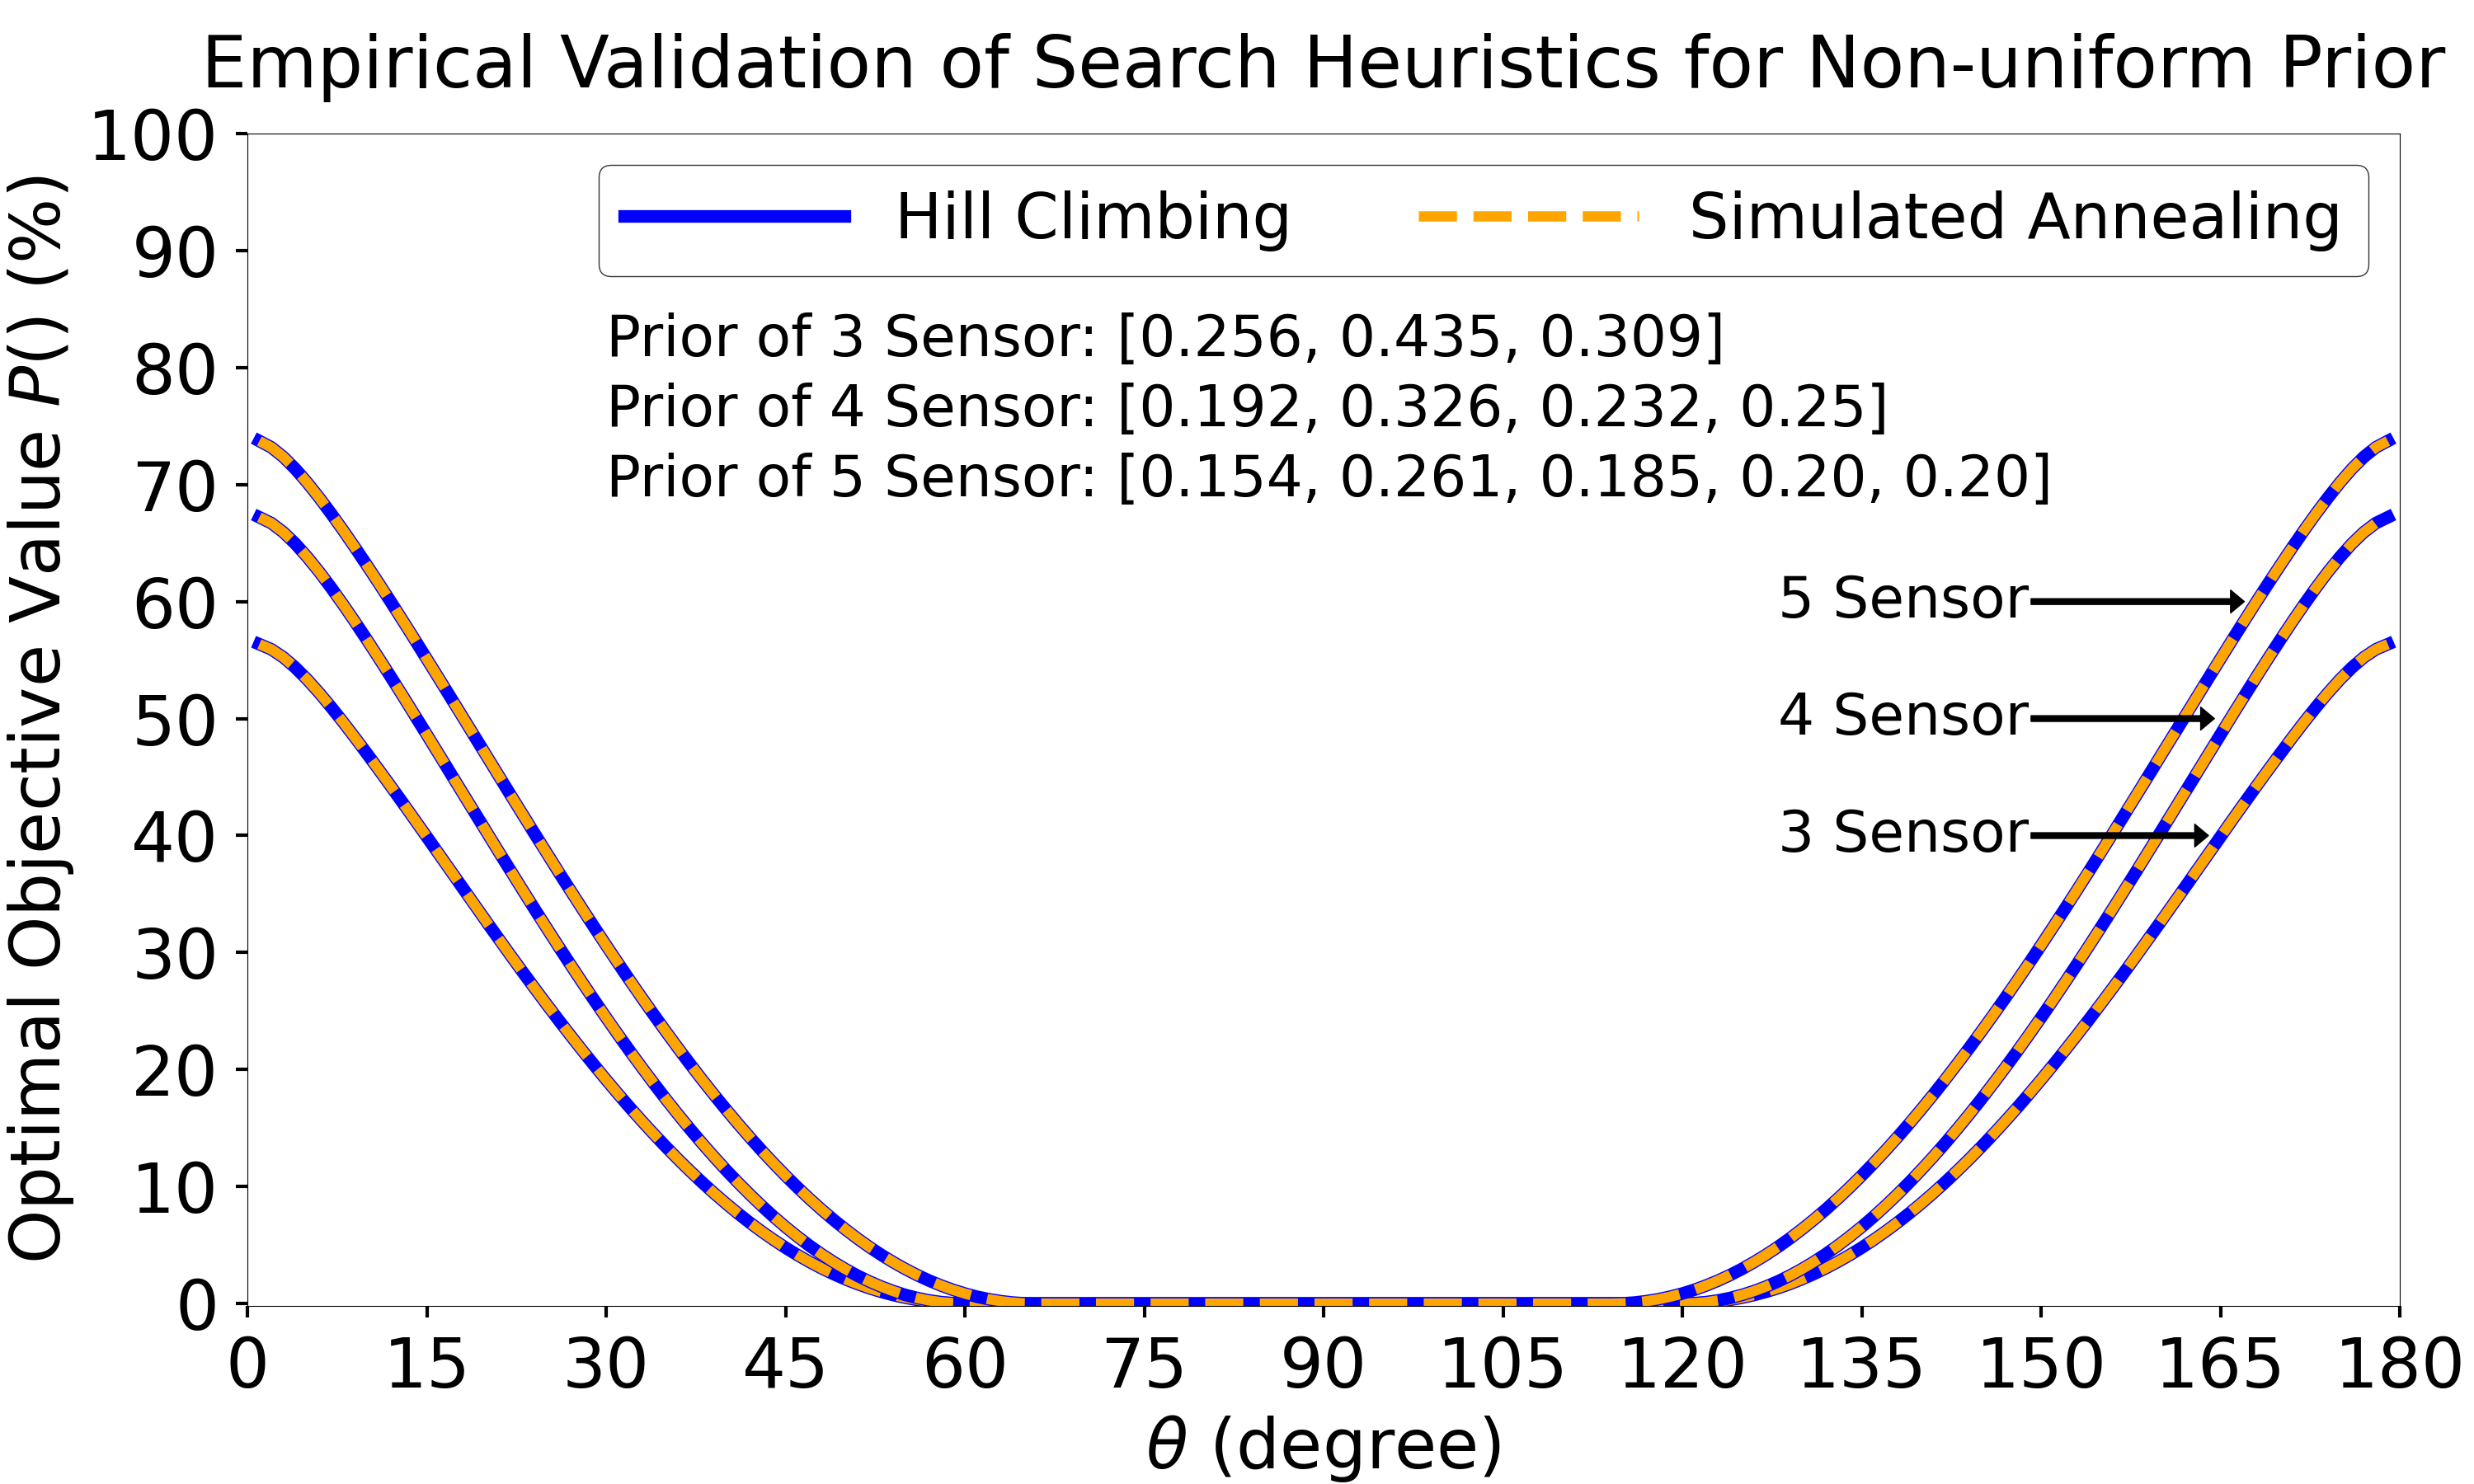 Empirical Validation of Search Heuristics for Non-uniform Prior
Optimal Objective Value P() (%)
100
90
80
70
60
50
40
30
20
10
0
Hill Climbing
Simulated Annealing
Prior of 3 Sensor: [0.256, 0.435, 0.309]
Prior of 4 Sensor: [0.192, 0.326, 0.232, 0.25]
Prior of 5 Sensor: [0.154, 0.261, 0.185, 0.20, 0.20]
5 Sensor
4 Sensor
3 Sensor
0 15 30 45 60 75 90 105 120 135 150 165 180
θ (degree)